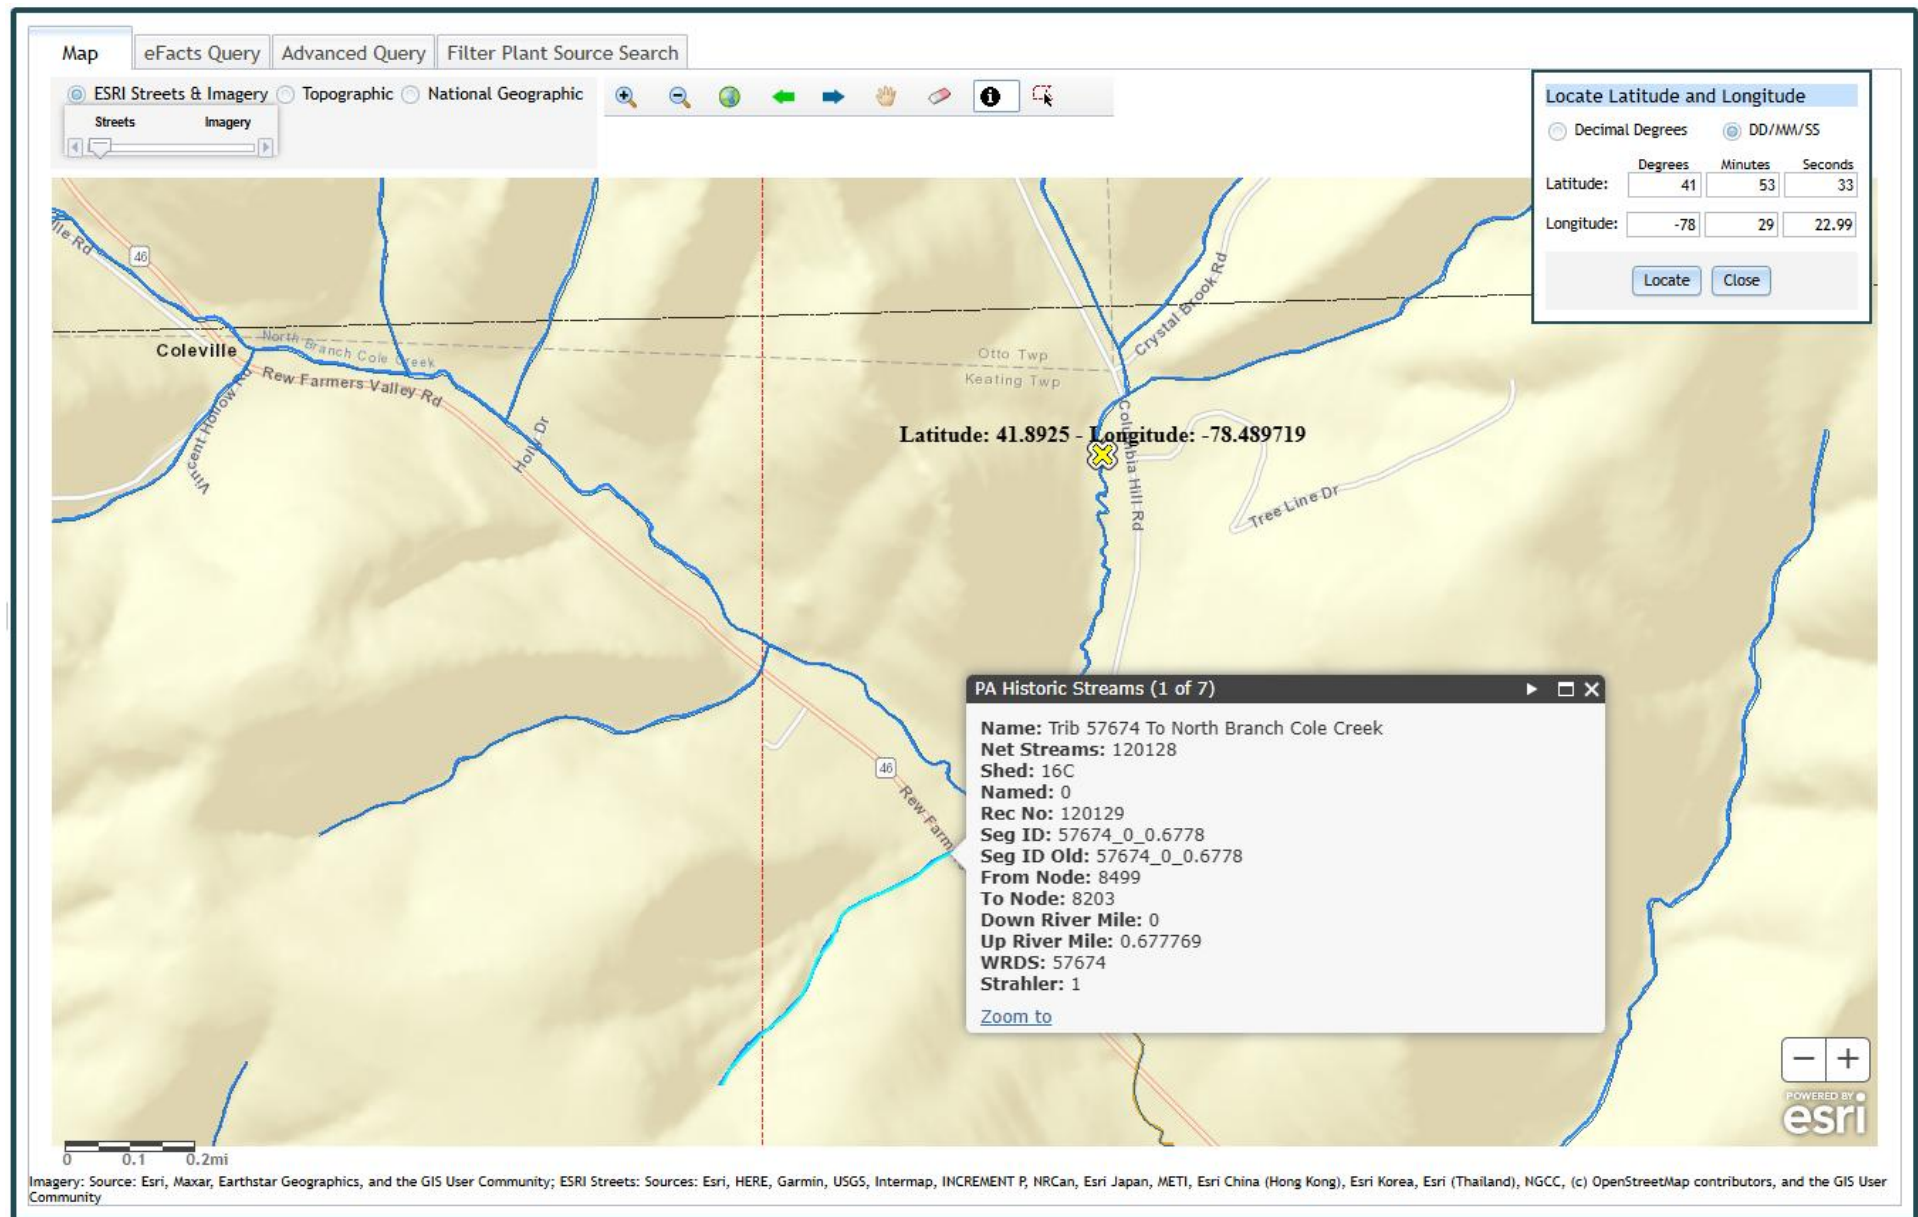 Map eFacts Query Advanced Query Filter Plant Source Search
ESRI Streets & Imagery Topographic National Geographic
Streets Imagery
Locate Latitude and Longitude
Decimal Degrees DD/MM/SS
Degrees Minutes Seconds
Latitude: 41 53 33
Longitude: -78 29 22.99
Locate Close
lle Rd
46
Coleville
North Branch Cole Creek
Rew Farmers Valley Rd
Vincent Hollow Rd
Holly Dr
Otto Twp
Keating Twp
Crystal Brook Rd
Latitude: 41.8925 - Longitude: -78.489719
Columbia Hill Rd
Tree Line Dr
46
Rew Farm
PA Historic Streams (1 of 7)
Name: Trib 57674 To North Branch Cole Creek
Net Streams: 120128
Shed: 16C
Named: 0
Rec No: 120129
Seg ID: 57674_0_0.6778
Seg ID Old: 57674_0_0.6778
From Node: 8499
To Node: 8203
Down River Mile: 0
Up River Mile: 0.677769
WRDS: 57674
Strahler: 1
Zoom to
− +
POWERED BY
esri
0 0.1 0.2mi
Imagery: Source: Esri, Maxar, Earthstar Geographics, and the GIS User Community; ESRI Streets: Sources: Esri, HERE, Garmin, USGS, Intermap, INCREMENT P, NRCan, Esri Japan, METI, Esri China (Hong Kong), Esri Korea, Esri (Thailand), NGCC, (c) OpenStreetMap contributors, and the GIS User
Community